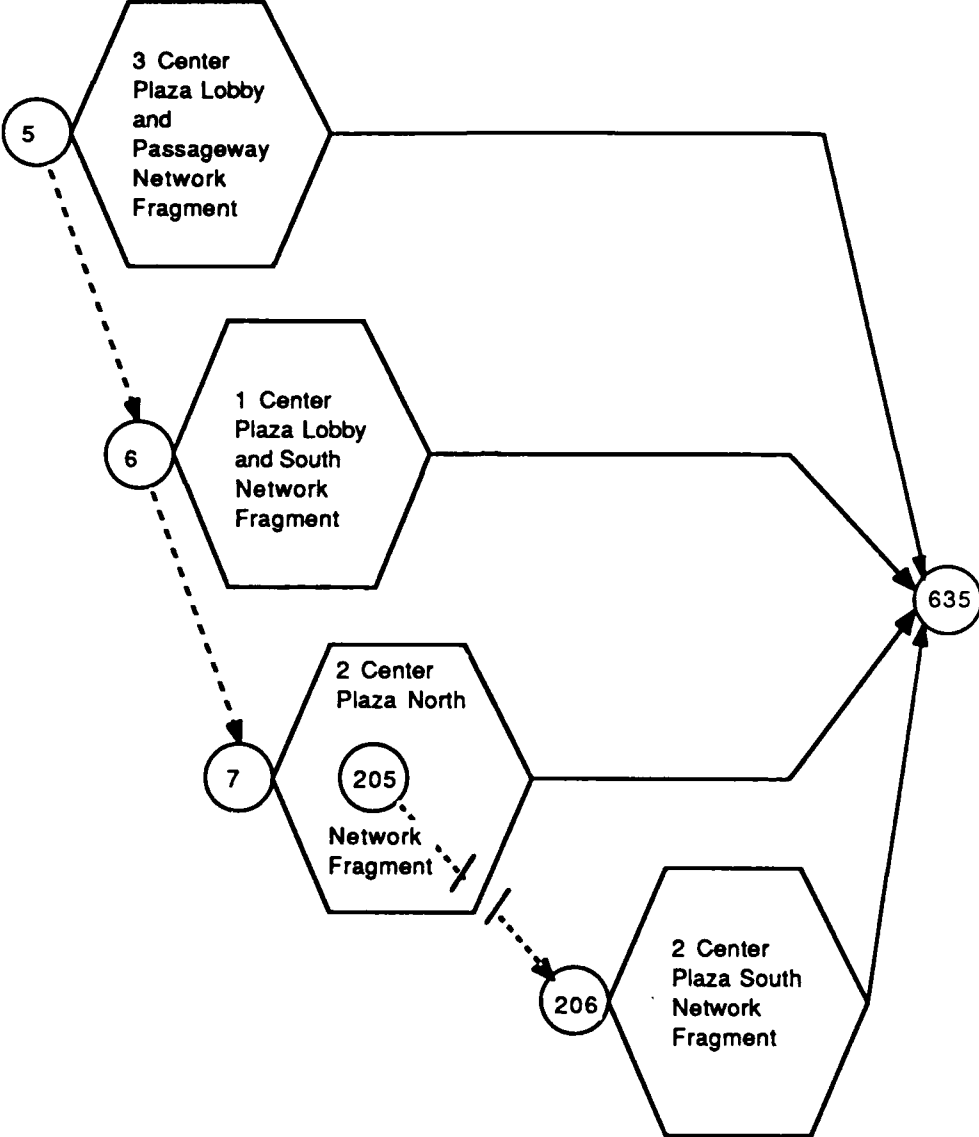 3 Center
Plaza Lobby
and
Passageway
Network
Fragment
5
1 Center
Plaza Lobby
and South
Network
Fragment
6
635
2 Center
Plaza North
7
205
Network
Fragment
2 Center
Plaza South
Network
Fragment
206